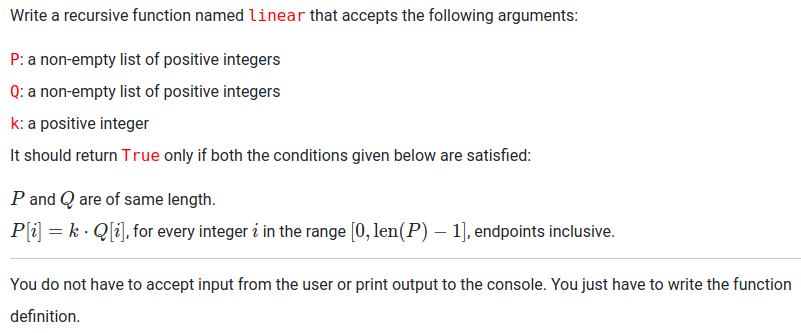 Write a recursive function named linear that accepts the following arguments:
P: a non-empty list of positive integers
Q: a non-empty list of positive integers
k: a positive integer
It should return True only if both the conditions given below are satisfied:
P and Q are of same length.
P[i] = k · Q[i], for every integer i in the range [0, len(P) − 1], endpoints inclusive.
You do not have to accept input from the user or print output to the console. You just have to write the function
definition.